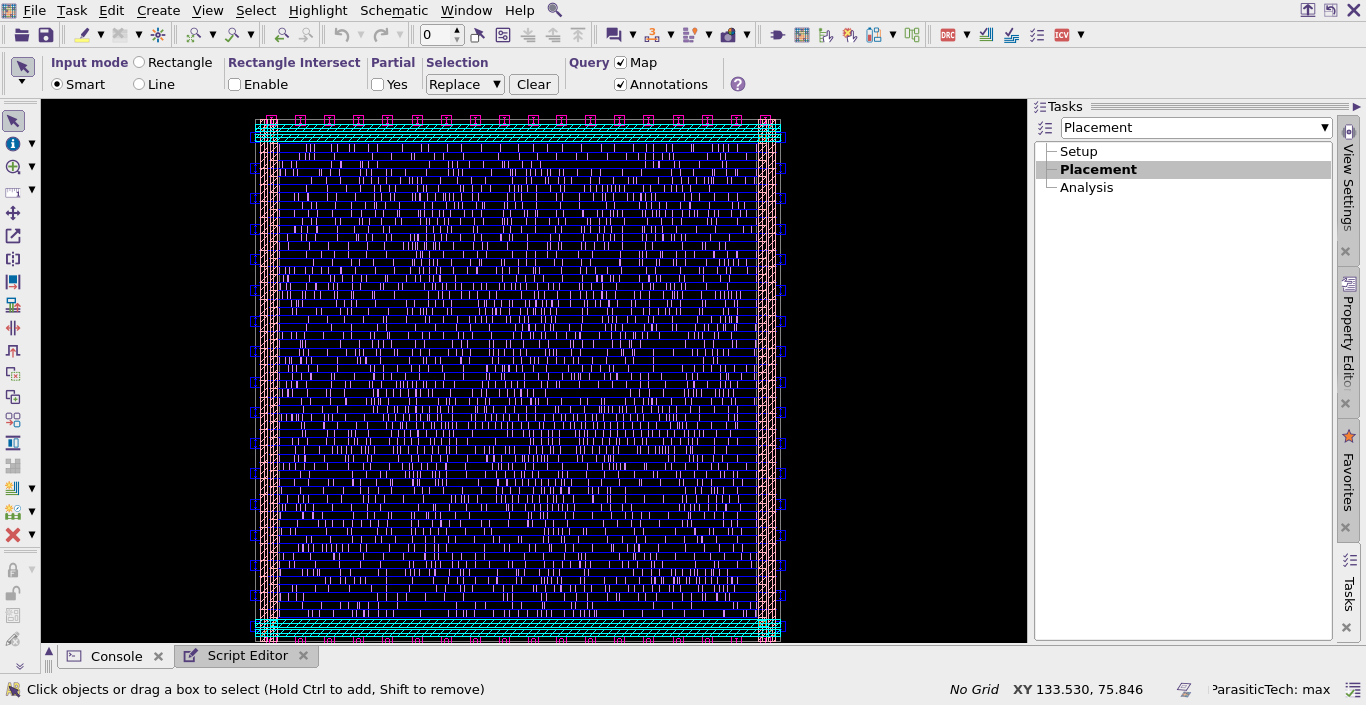 File Task Edit Create View Select Highlight Schematic Window Help
0
DRC ICV
Input mode Rectangle Rectangle Intersect Partial Selection Query Map
Smart Line Enable Yes Replace Clear Annotations
Tasks
Placement
Setup
Placement
Analysis
View Settings
Property Edito
Favorites
Tasks
Console Script Editor
Click objects or drag a box to select (Hold Ctrl to add, Shift to remove) No Grid XY 133.530, 75.846 ParasiticTech: max